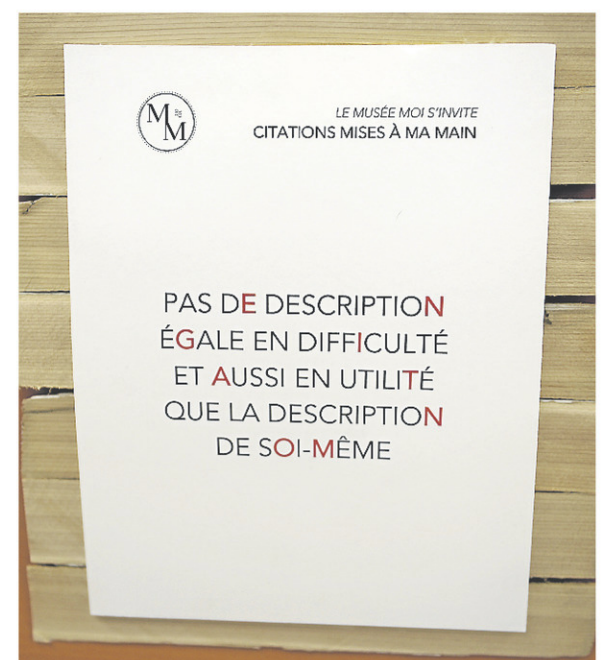 M M
LE MUSÉE MOI S'INVITE
CITATIONS MISES À MA MAIN
PAS DE DESCRIPTION
ÉGALE EN DIFFICULTÉ
ET AUSSI EN UTILITÉ
QUE LA DESCRIPTION
DE SOI-MÊME